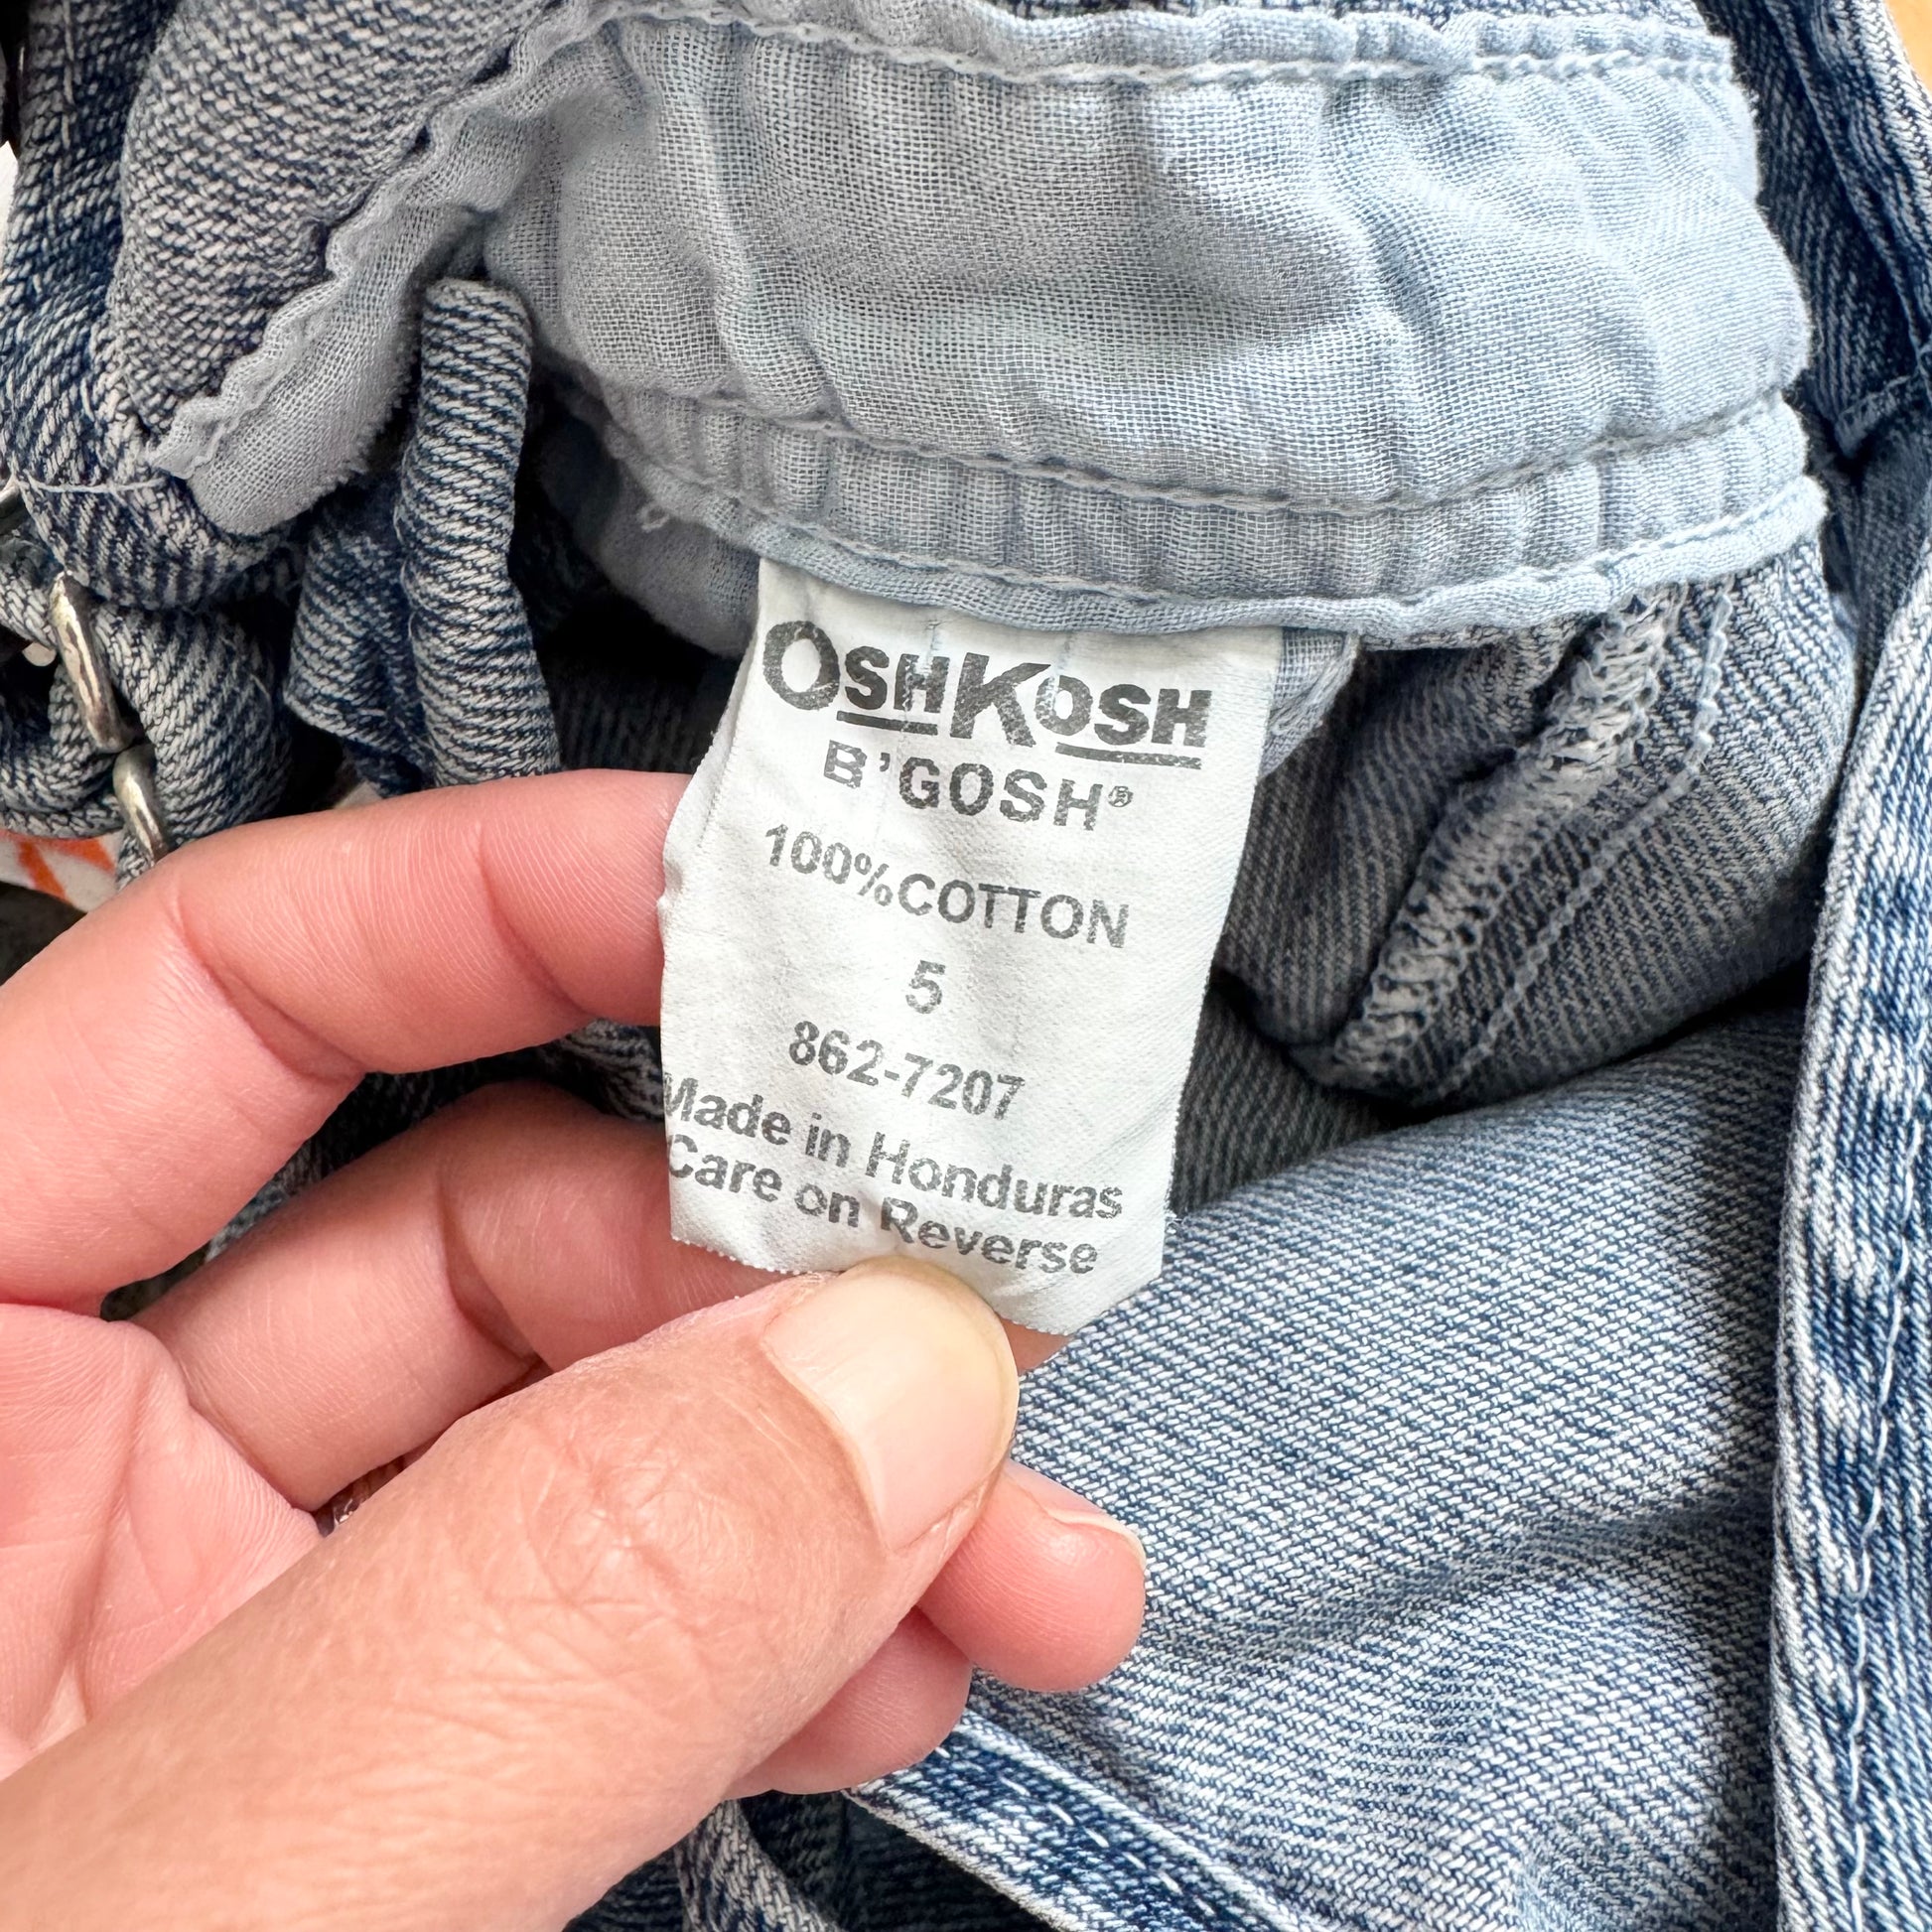 OSHKOSH
B'GOSH®
100%COTTON
5
862-7207
Made in Honduras
Care on Reverse